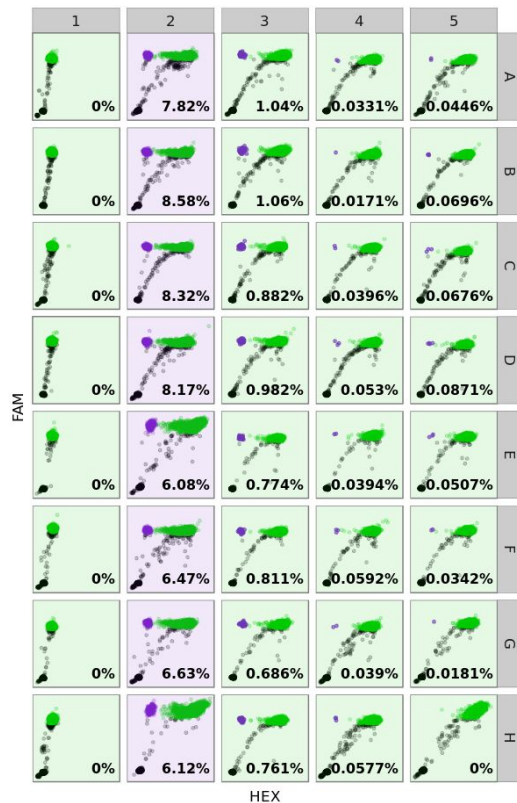 1 2 3 4 5
0% 7.82% 1.04% 0.0331% 0.0446% A
0% 8.58% 1.06% 0.0171% 0.0696% B
0% 8.32% 0.882% 0.0396% 0.0676% C
0% 8.17% 0.982% 0.053% 0.0871% D
FAM
0% 6.08% 0.774% 0.0394% 0.0507% E
0% 6.47% 0.811% 0.0592% 0.0342% F
0% 6.63% 0.686% 0.039% 0.0181% G
0% 6.12% 0.761% 0.0577% 0% H
HEX